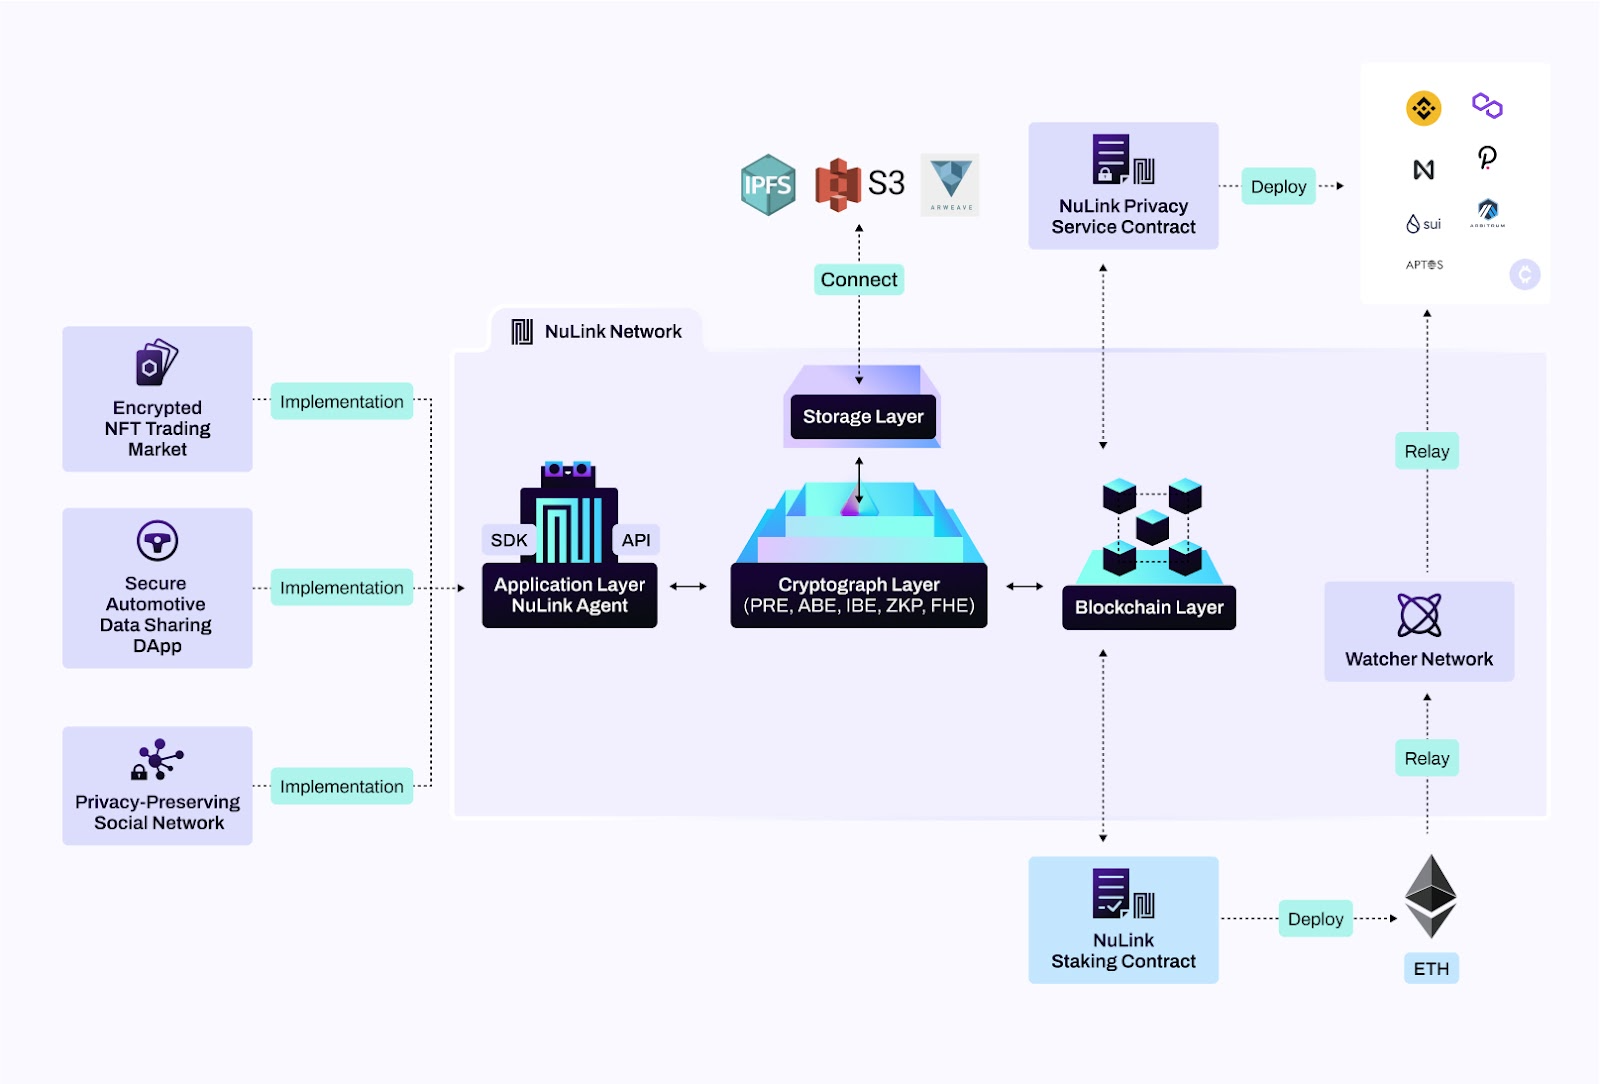 IPFS
S3
ARWEAVE
NuLink Privacy
Service Contract
Deploy
sui
ARBITRUM
APTOS
Connect
NuLink Network
Encrypted
NFT Trading
Market
Implementation
Storage Layer
Relay
SDK
API
Secure
Automotive
Data Sharing
DApp
Implementation
Application Layer
NuLink Agent
Cryptograph Layer
(PRE, ABE, IBE, ZKP, FHE)
Blockchain Layer
Watcher Network
Privacy-Preserving
Social Network
Implementation
Relay
NuLink
Staking Contract
Deploy
ETH